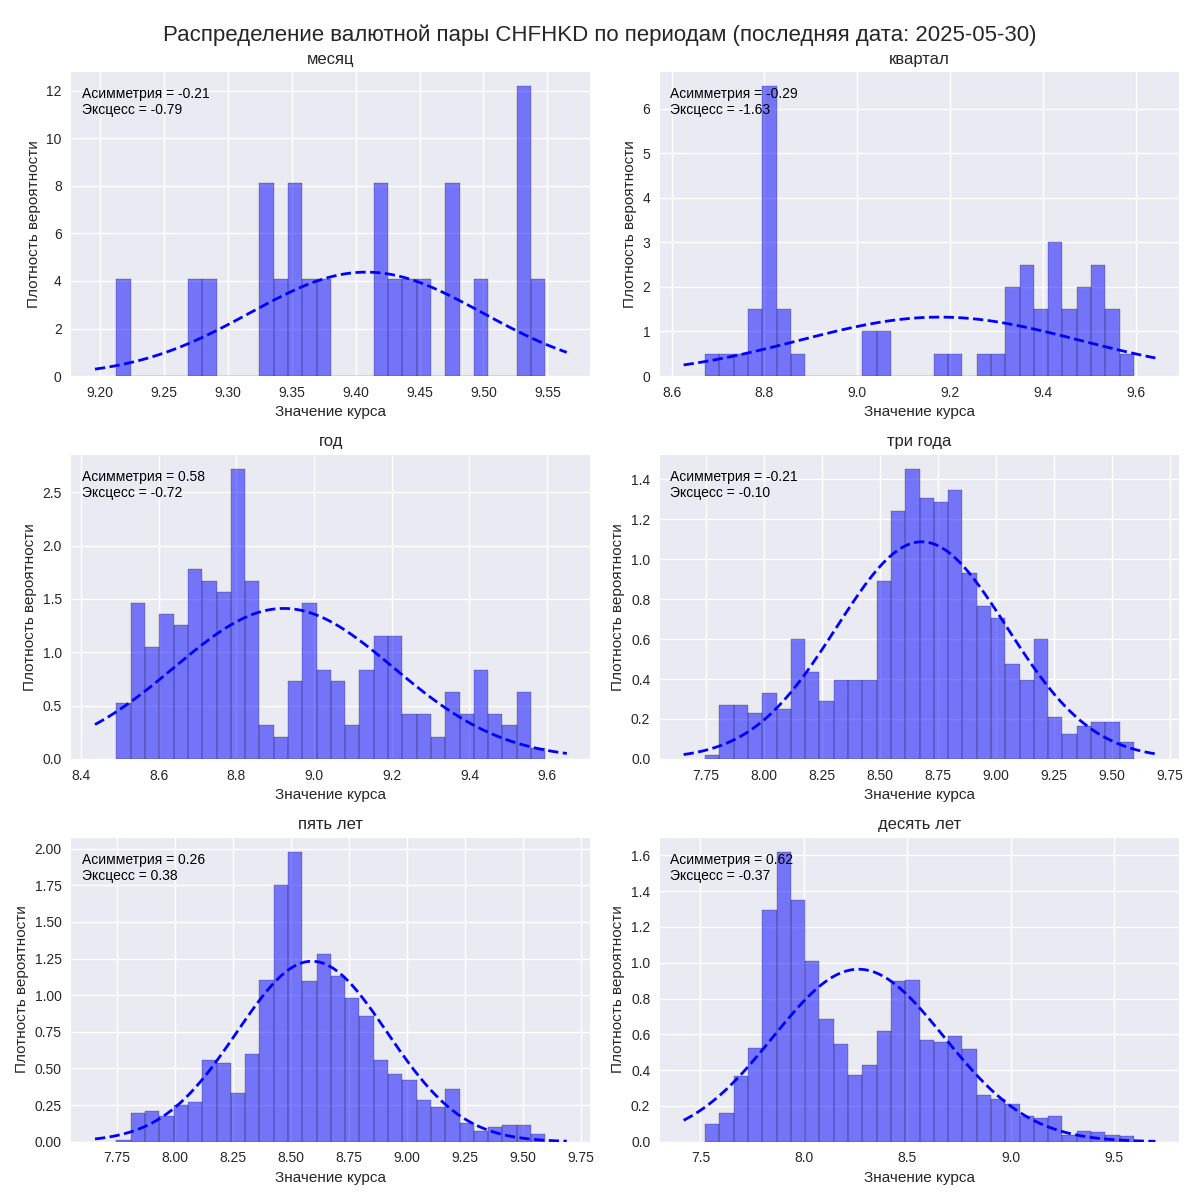 Распределение валютной пары CHFHKD по периодам (последняя дата: 2025-05-30)
месяц
Асимметрия = -0.21
Эксцесс = -0.79
Плотность вероятности
12
10
8
6
4
2
0
9.20 9.25 9.30 9.35 9.40 9.45 9.50 9.55
Значение курса
квартал
Асимметрия = -0.29
Эксцесс = -1.63
Плотность вероятности
6
5
4
3
2
1
0
8.6 8.8 9.0 9.2 9.4 9.6
Значение курса
год
Асимметрия = 0.58
Эксцесс = -0.72
Плотность вероятности
2.5
2.0
1.5
1.0
0.5
0.0
8.4 8.6 8.8 9.0 9.2 9.4 9.6
Значение курса
три года
Асимметрия = -0.21
Эксцесс = -0.10
Плотность вероятности
1.4
1.2
1.0
0.8
0.6
0.4
0.2
0.0
7.75 8.00 8.25 8.50 8.75 9.00 9.25 9.50 9.75
Значение курса
пять лет
Асимметрия = 0.26
Эксцесс = 0.38
Плотность вероятности
2.00
1.75
1.50
1.25
1.00
0.75
0.50
0.25
0.00
7.75 8.00 8.25 8.50 8.75 9.00 9.25 9.50 9.75
Значение курса
десять лет
Асимметрия = 0.62
Эксцесс = -0.37
Плотность вероятности
1.6
1.4
1.2
1.0
0.8
0.6
0.4
0.2
0.0
7.5 8.0 8.5 9.0 9.5
Значение курса